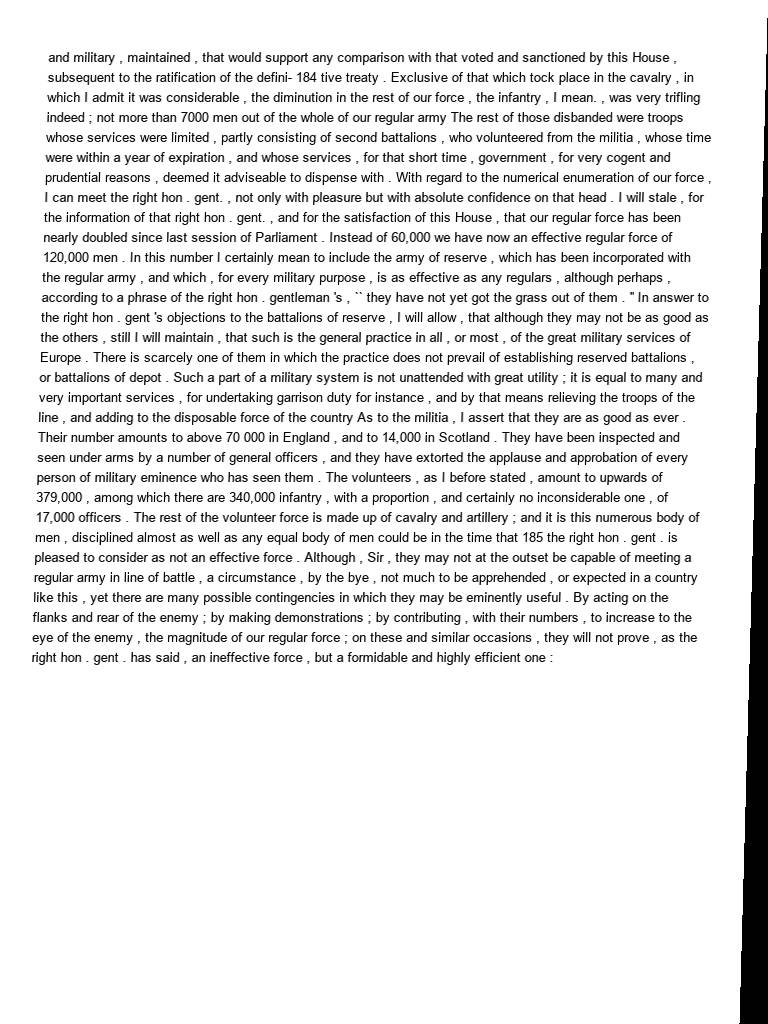 and military , maintained , that would support any comparison with that voted and sanctioned by this House ,
subsequent to the ratification of the defini- 184 tive treaty . Exclusive of that which tock place in the cavalry , in
which I admit it was considerable , the diminution in the rest of our force , the infantry , I mean. , was very trifling
indeed ; not more than 7000 men out of the whole of our regular army The rest of those disbanded were troops
whose services were limited , partly consisting of second battalions , who volunteered from the militia , whose time
were within a year of expiration , and whose services , for that short time , government , for very cogent and
prudential reasons , deemed it adviseable to dispense with . With regard to the numerical enumeration of our force ,
I can meet the right hon . gent. , not only with pleasure but with absolute confidence on that head . I will stale , for
the information of that right hon . gent. , and for the satisfaction of this House , that our regular force has been
nearly doubled since last session of Parliament . Instead of 60,000 we have now an effective regular force of
120,000 men . In this number I certainly mean to include the army of reserve , which has been incorporated with
the regular army , and which , for every military purpose , is as effective as any regulars , although perhaps ,
according to a phrase of the right hon . gentleman 's , `` they have not yet got the grass out of them . " In answer to
the right hon . gent 's objections to the battalions of reserve , I will allow , that although they may not be as good as
the others , still I will maintain , that such is the general practice in all , or most , of the great military services of
Europe . There is scarcely one of them in which the practice does not prevail of establishing reserved battalions ,
or battalions of depot . Such a part of a military system is not unattended with great utility ; it is equal to many and
very important services , for undertaking garrison duty for instance , and by that means relieving the troops of the
line , and adding to the disposable force of the country As to the militia , I assert that they are as good as ever .
Their number amounts to above 70 000 in England , and to 14,000 in Scotland . They have been inspected and
seen under arms by a number of general officers , and they have extorted the applause and approbation of every
person of military eminence who has seen them . The volunteers , as I before stated , amount to upwards of
379,000 , among which there are 340,000 infantry , with a proportion , and certainly no inconsiderable one , of
17,000 officers . The rest of the volunteer force is made up of cavalry and artillery ; and it is this numerous body of
men , disciplined almost as well as any equal body of men could be in the time that 185 the right hon . gent . is
pleased to consider as not an effective force . Although , Sir , they may not at the outset be capable of meeting a
regular army in line of battle , a circumstance , by the bye , not much to be apprehended , or expected in a country
like this , yet there are many possible contingencies in which they may be eminently useful . By acting on the
flanks and rear of the enemy ; by making demonstrations ; by contributing , with their numbers , to increase to the
eye of the enemy , the magnitude of our regular force ; on these and similar occasions , they will not prove , as the
right hon . gent . has said , an ineffective force , but a formidable and highly efficient one :